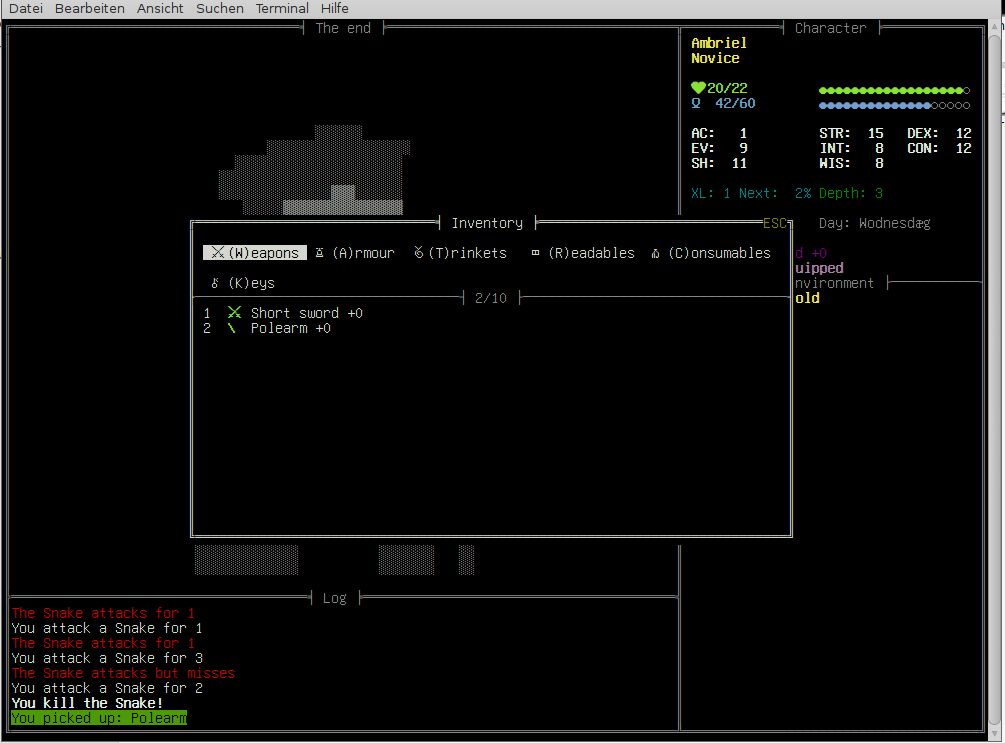 Datei Bearbeiten Ansicht Suchen Terminal Hilfe
The end
Character
Ambriel
Novice
20/22
42/60
AC: 1 STR: 15 DEX: 12
EV: 9 INT: 8 CON: 12
SH: 11 WIS: 8
XL: 1 Next: 2% Depth: 3
Inventory ESC
Day: Wodnesdæg
(W)eapons (A)rmour (T)rinkets (R)eadables (C)onsumables
d +0
uipped
(K)eys
nvironment
2/10
old
1 Short sword +0
2 Polearm +0
Log
The Snake attacks for 1
You attack a Snake for 1
The Snake attacks for 1
You attack a Snake for 3
The Snake attacks but misses
You attack a Snake for 2
You kill the Snake!
You picked up: Polearm